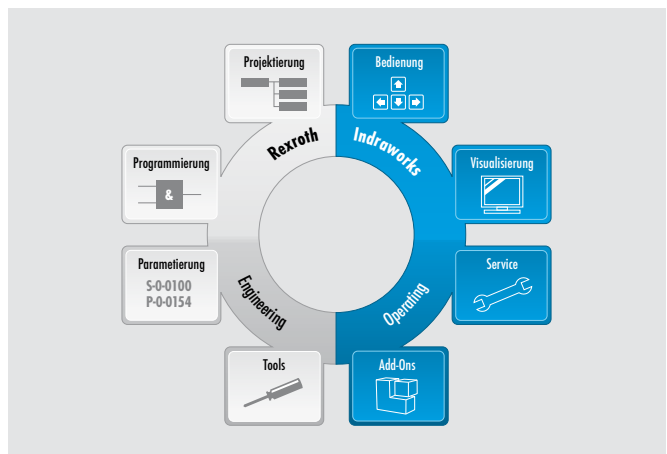 Projektierung
Bedienung
Rexroth
Indraworks
Programmierung
&
Visualisierung
Parametierung
S-0-0100
P-0-0154
Service
Engineering
Operating
Tools
Add-Ons